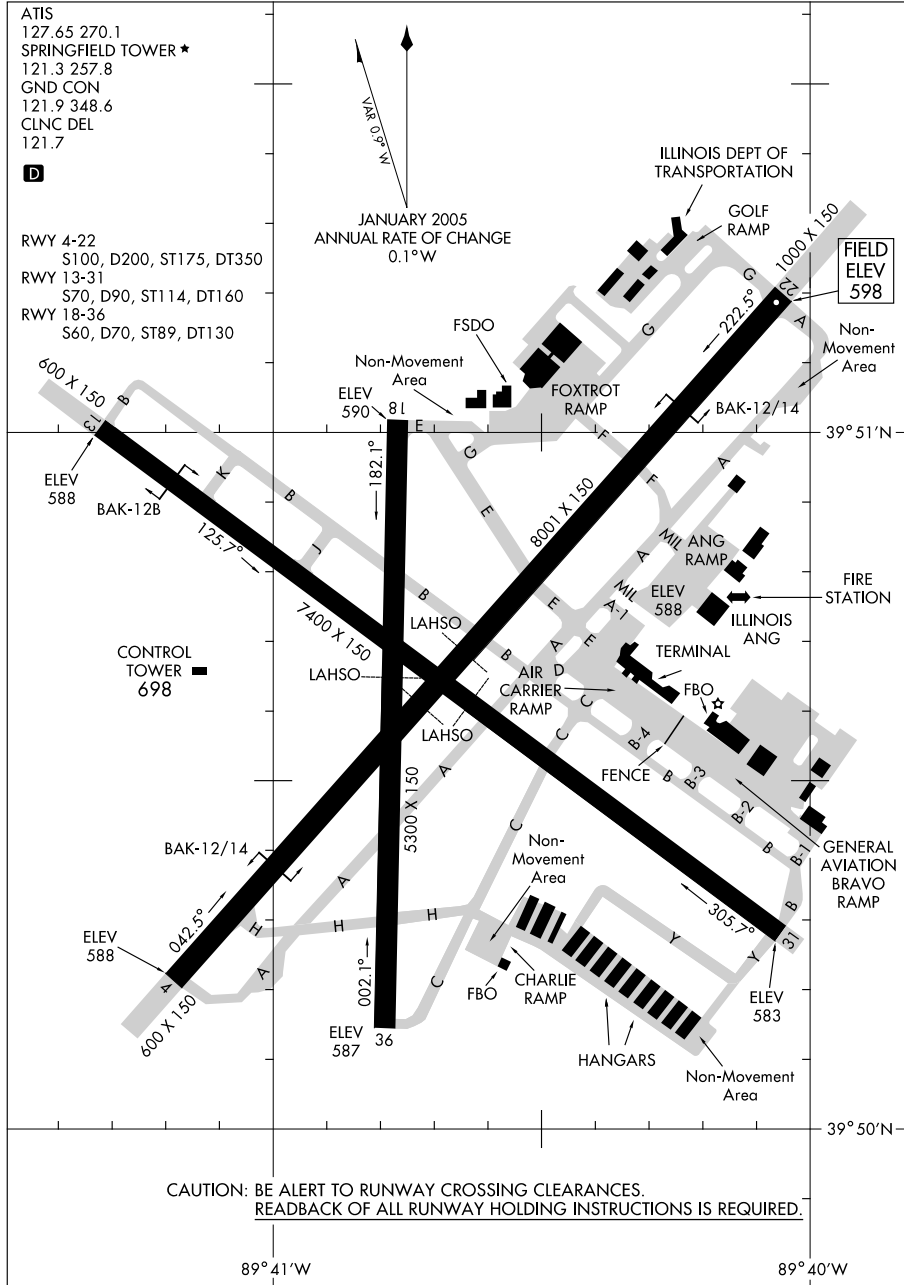 ATIS
127.65 270.1
SPRINGFIELD TOWER ★
121.3 257.8
GND CON
121.9 348.6
CLNC DEL
121.7
D
VAR 0.9° W
JANUARY 2005
ANNUAL RATE OF CHANGE
0.1°W
RWY 4-22
S100, D200, ST175, DT350
RWY 13-31
S70, D90, ST114, DT160
RWY 18-36
S60, D70, ST89, DT130
ILLINOIS DEPT OF
TRANSPORTATION
GOLF
RAMP
1000 X 150
FIELD
ELEV
598
G
22
A
222.5°
G
Non-
Movement
Area
FSDO
Non-Movement
Area
FOXTROT
RAMP
BAK-12/14
600 X 150
B
13
ELEV
590
18
E
G
F
F
A
39°51'N
ELEV
588
BAK-12B
K
B
182.1°
E
8001 X 150
125.7°
J
A
MIL
ANG
RAMP
MIL
ELEV
588
A-1
FIRE
STATION
ILLINOIS
ANG
7400 X 150
B
E
E
LAHSO
B
A
D
CONTROL
TOWER
698
LAHSO
AIR
CARRIER
RAMP
TERMINAL
FBO
C
C
LAHSO
B-4
FENCE
B
B-3
B-2
B
B-1
A
5300 X 150
C
BAK-12/14
A
Non-
Movement
Area
GENERAL
AVIATION
BRAVO
RAMP
042.5°
H
H
H
305.7°
B
31
Y
Y
ELEV
588
4
A
002.1°
C
FBO
CHARLIE
RAMP
ELEV
583
600 X 150
ELEV
587
36
HANGARS
Non-Movement
Area
39°50'N
CAUTION: BE ALERT TO RUNWAY CROSSING CLEARANCES.
READBACK OF ALL RUNWAY HOLDING INSTRUCTIONS IS REQUIRED.
89°41'W
89°40'W